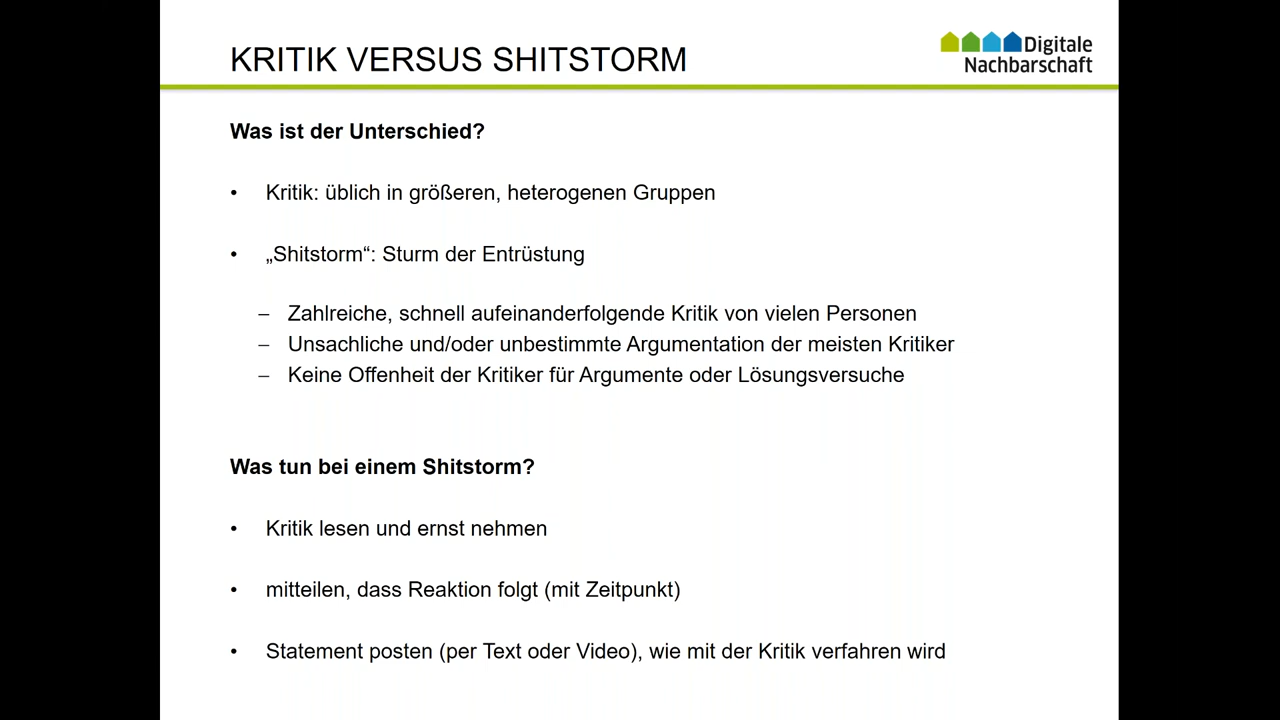 KRITIK VERSUS SHITSTORM
Digitale
Nachbarschaft
Was ist der Unterschied?
• Kritik: üblich in größeren, heterogenen Gruppen
• „Shitstorm“: Sturm der Entrüstung
– Zahlreiche, schnell aufeinanderfolgende Kritik von vielen Personen
– Unsachliche und/oder unbestimmte Argumentation der meisten Kritiker
– Keine Offenheit der Kritiker für Argumente oder Lösungsversuche
Was tun bei einem Shitstorm?
• Kritik lesen und ernst nehmen
• mitteilen, dass Reaktion folgt (mit Zeitpunkt)
• Statement posten (per Text oder Video), wie mit der Kritik verfahren wird